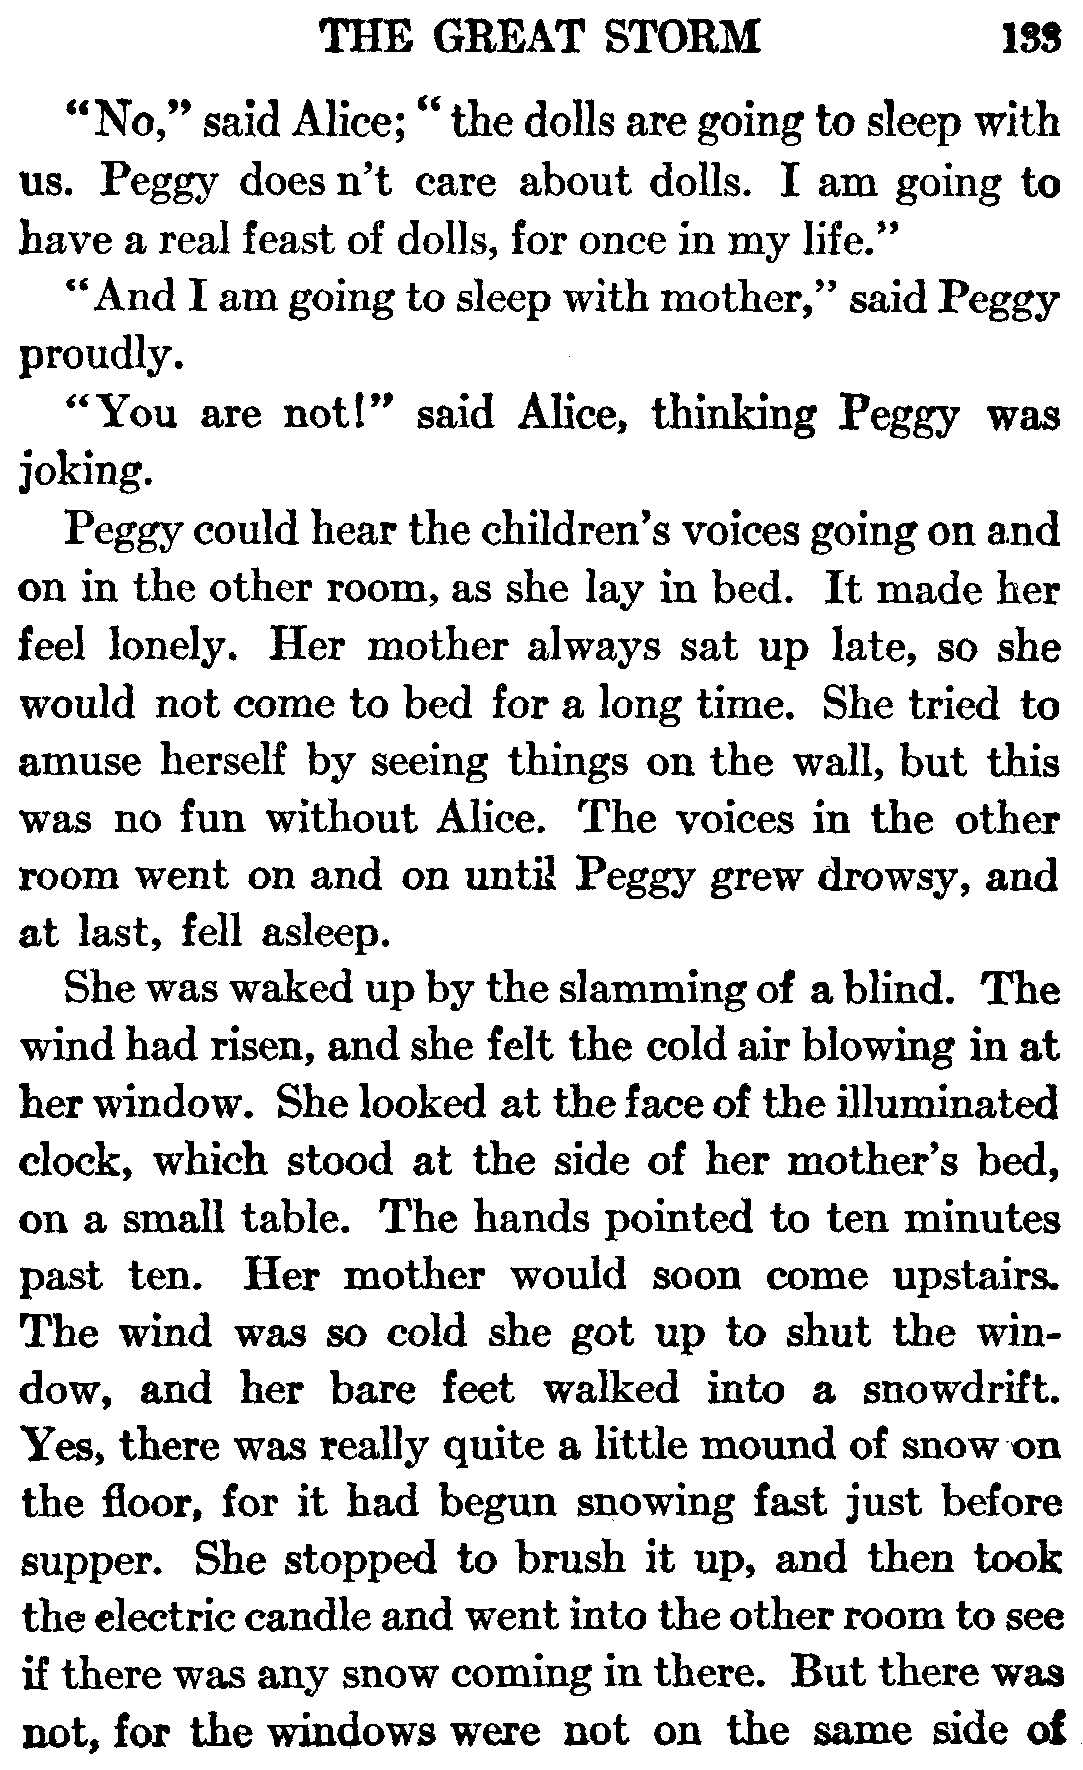 THE GREAT STORM 133
"No," said Alice; "the dolls are going to sleep with
us. Peggy does n't care about dolls. I am going to
have a real feast of dolls, for once in my life."
"And I am going to sleep with mother," said Peggy
proudly.
"You are not!" said Alice, thinking Peggy was
joking.
Peggy could hear the children's voices going on and
on in the other room, as she lay in bed. It made her
feel lonely. Her mother always sat up late, so she
would not come to bed for a long time. She tried to
amuse herself by seeing things on the wall, but this
was no fun without Alice. The voices in the other
room went on and on until Peggy grew drowsy, and
at last, fell asleep.
She was waked up by the slamming of a blind. The
wind had risen, and she felt the cold air blowing in at
her window. She looked at the face of the illuminated
clock, which stood at the side of her mother's bed,
on a small table. The hands pointed to ten minutes
past ten. Her mother would soon come upstairs.
The wind was so cold she got up to shut the win-
dow, and her bare feet walked into a snowdrift.
Yes, there was really quite a little mound of snow on
the floor, for it had begun snowing fast just before
supper. She stopped to brush it up, and then took
the electric candle and went into the other room to see
if there was any snow coming in there. But there was
not, for the windows were not on the same side of